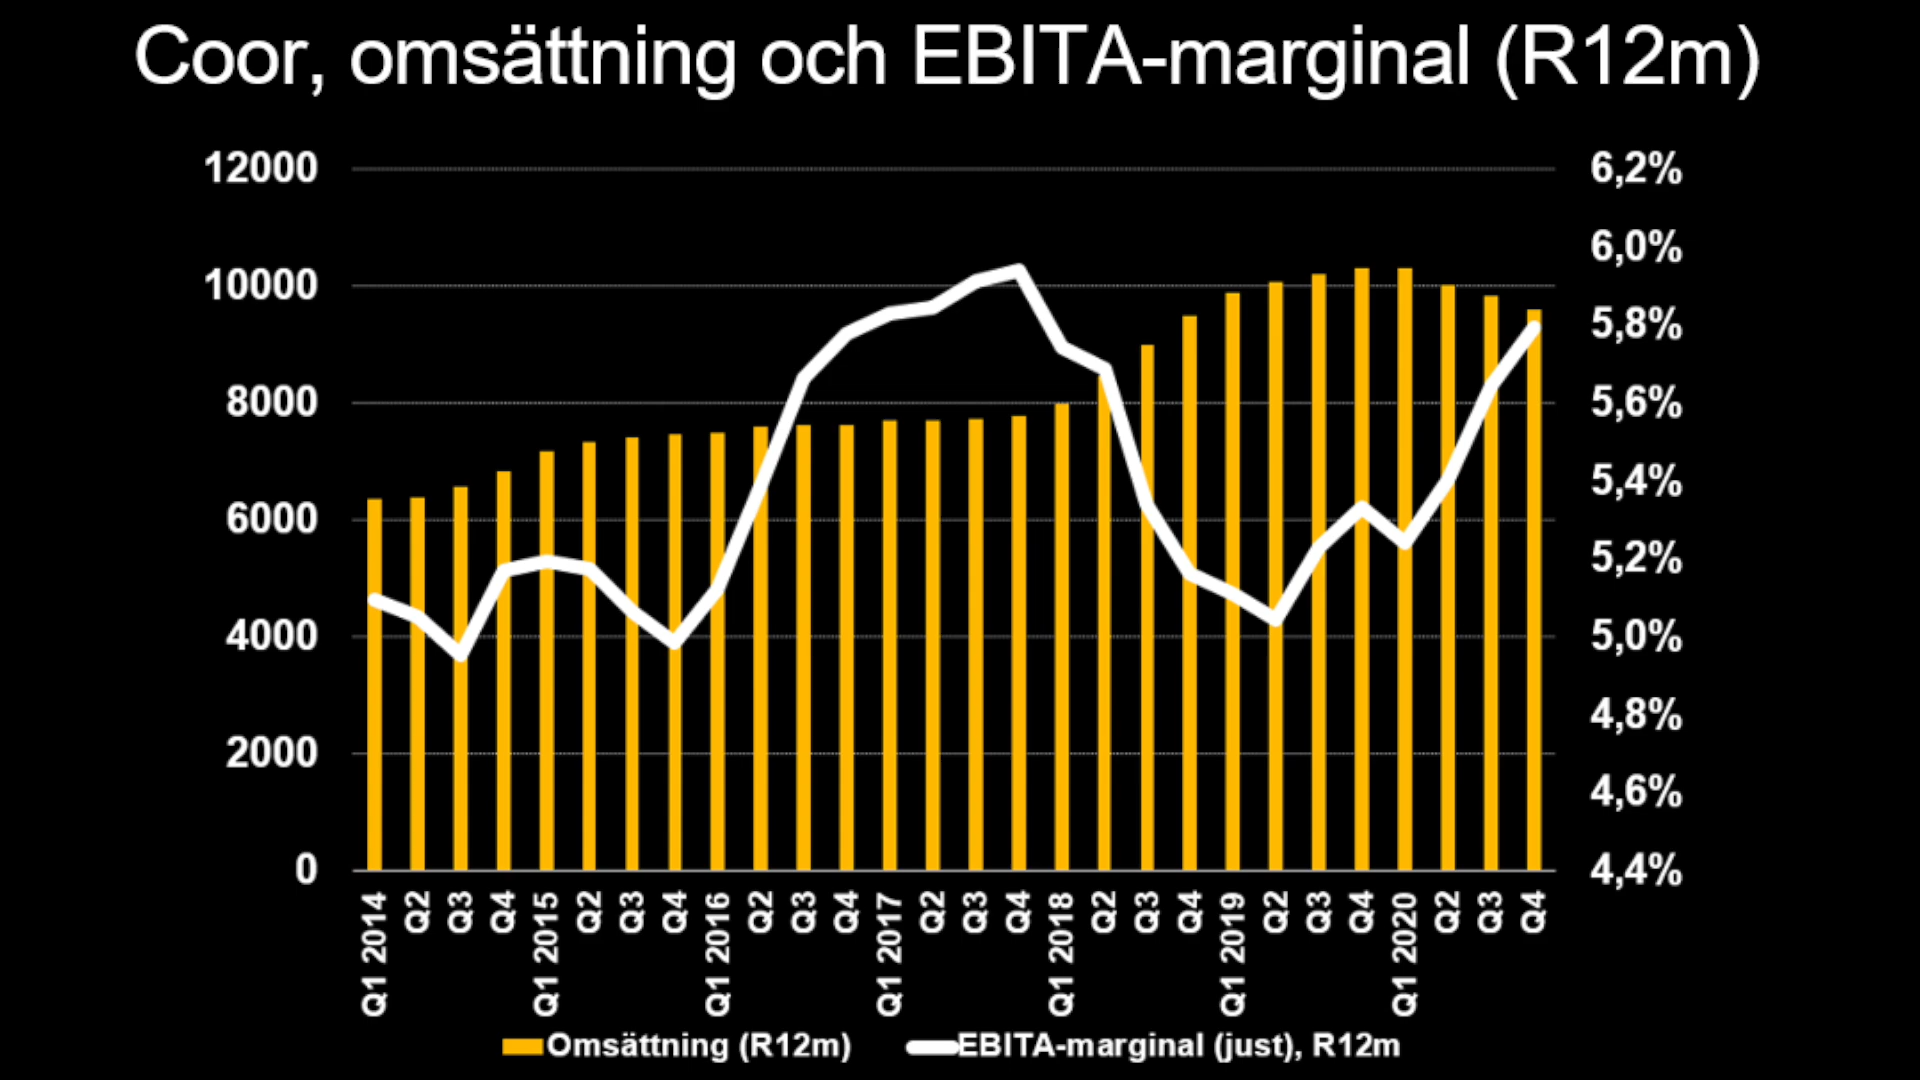 Coor, omsättning och EBITA-marginal (R12m)
12000
10000
8000
6000
4000
2000
0
6,2%
6,0%
5,8%
5,6%
5,4%
5,2%
5,0%
4,8%
4,6%
4,4%
Q1 2014
Q2
Q3
Q4
Q1 2015
Q2
Q3
Q4
Q1 2016
Q2
Q3
Q4
Q1 2017
Q2
Q3
Q4
Q1 2018
Q2
Q3
Q4
Q1 2019
Q2
Q3
Q4
Q1 2020
Q2
Q3
Q4
Omsättning (R12m)
EBITA-marginal (just), R12m